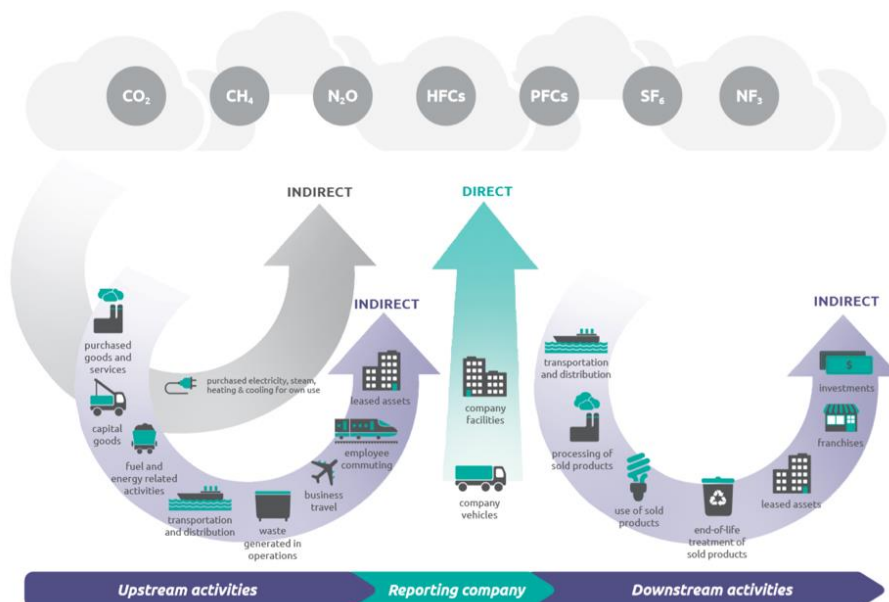 CO₂
CH₄
N₂O
HFCs
PFCs
SF₆
NF₃
INDIRECT
DIRECT
INDIRECT
INDIRECT
purchased
goods and
services
capital
goods
fuel and
energy related
activities
purchased electricity, steam,
heating & cooling for own use
transportation
and distribution
waste
generated in
operations
business
travel
employee
commuting
leased assets
company
facilities
company
vehicles
transportation
and distribution
processing of
sold products
use of sold
products
end-of-life
treatment of
sold products
leased assets
franchises
$
investments
Upstream activities
Reporting company
Downstream activities